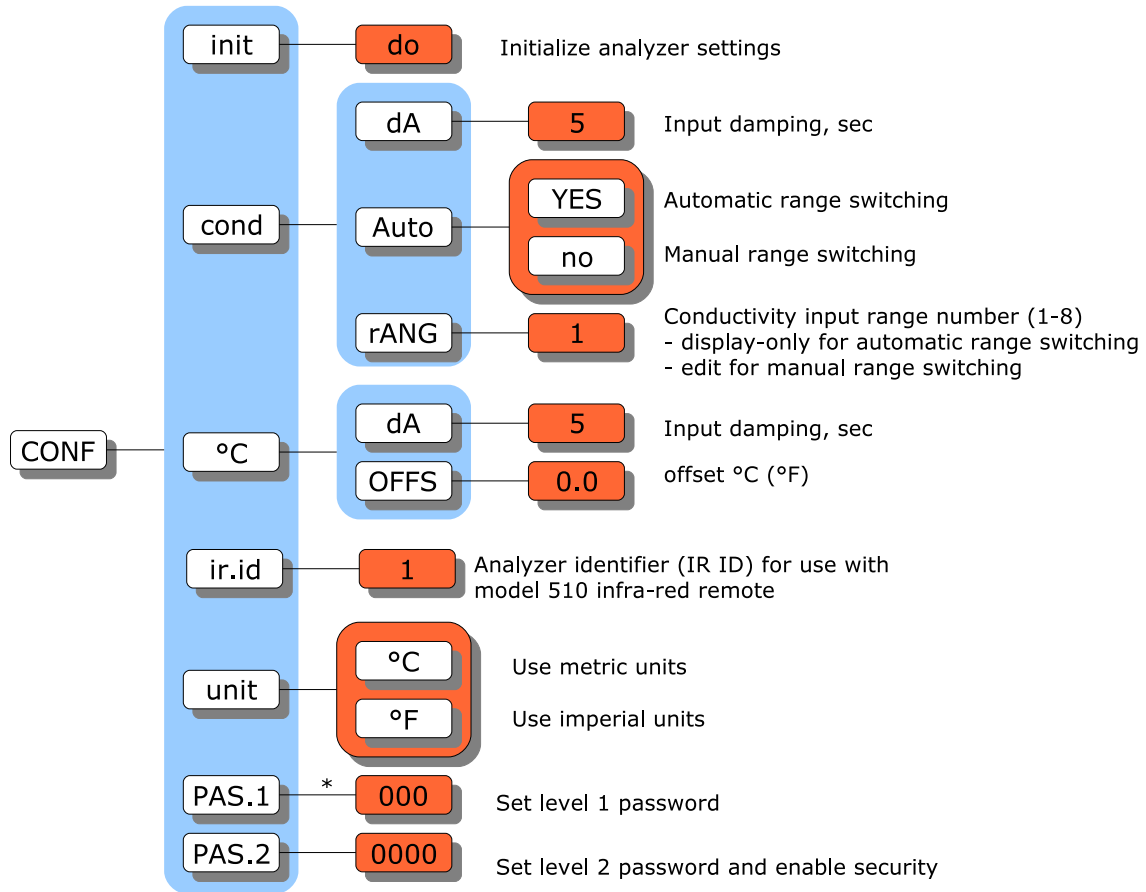 init
do
Initialize analyzer settings
dA
5
Input damping, sec
cond
Auto
YES
Automatic range switching
no
Manual range switching
rANG
1
Conductivity input range number (1-8)
- display-only for automatic range switching
- edit for manual range switching
CONF
°C
dA
5
Input damping, sec
OFFS
0.0
offset °C (°F)
ir.id
1
Analyzer identifier (IR ID) for use with
model 510 infra-red remote
unit
°C
Use metric units
°F
Use imperial units
PAS.1
*
000
Set level 1 password
PAS.2
0000
Set level 2 password and enable security